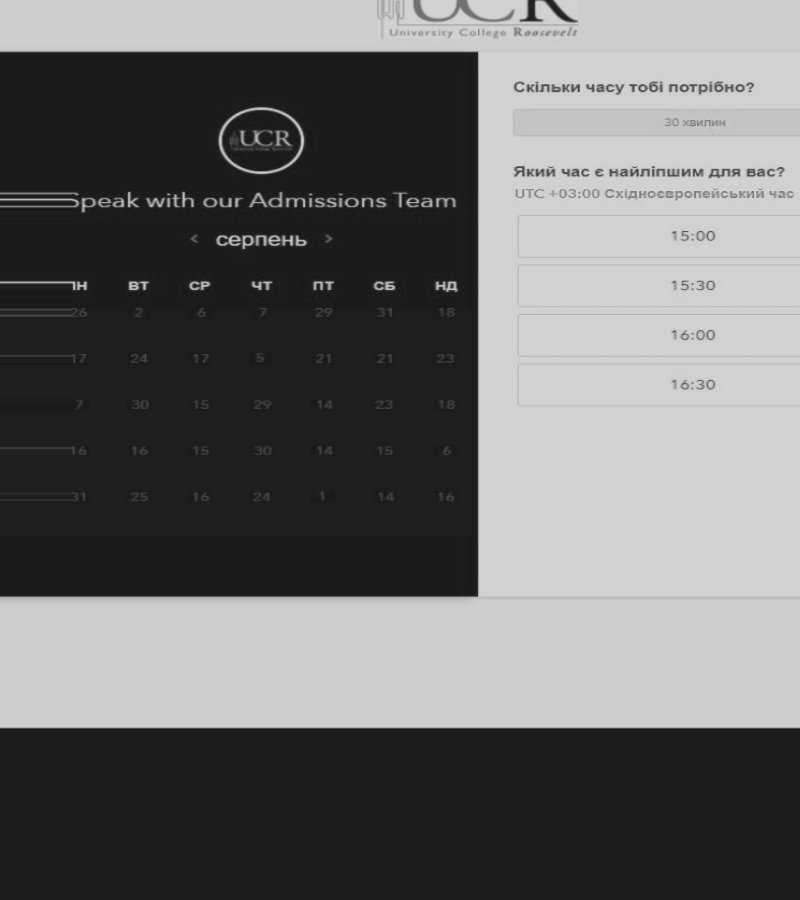 UCR
University College Roosevelt
UCR
Speak with our Admissions Team
< серпень >
ПН ВТ СР ЧТ ПТ СБ НД
26 2 6 7 29 31 18
17 24 17 5 21 21 23
7 30 15 29 14 23 18
16 16 15 30 14 15 6
31 25 16 24 1 14 16
Скільки часу тобі потрібно?
30 хвилин
Який час є найліпшим для вас?
UTC +03:00 Східноєвропейський час
15:00
15:30
16:00
16:30